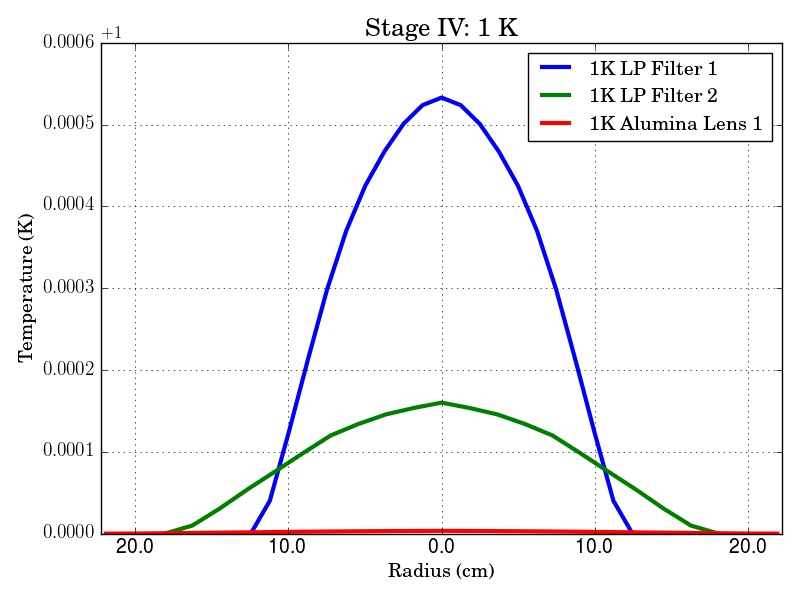 Stage IV: 1 K
+1
0.0006
0.0005
0.0004
0.0003
0.0002
0.0001
0.0000
Temperature (K)
1K LP Filter 1
1K LP Filter 2
1K Alumina Lens 1
20.0 10.0 0.0 10.0 20.0
Radius (cm)